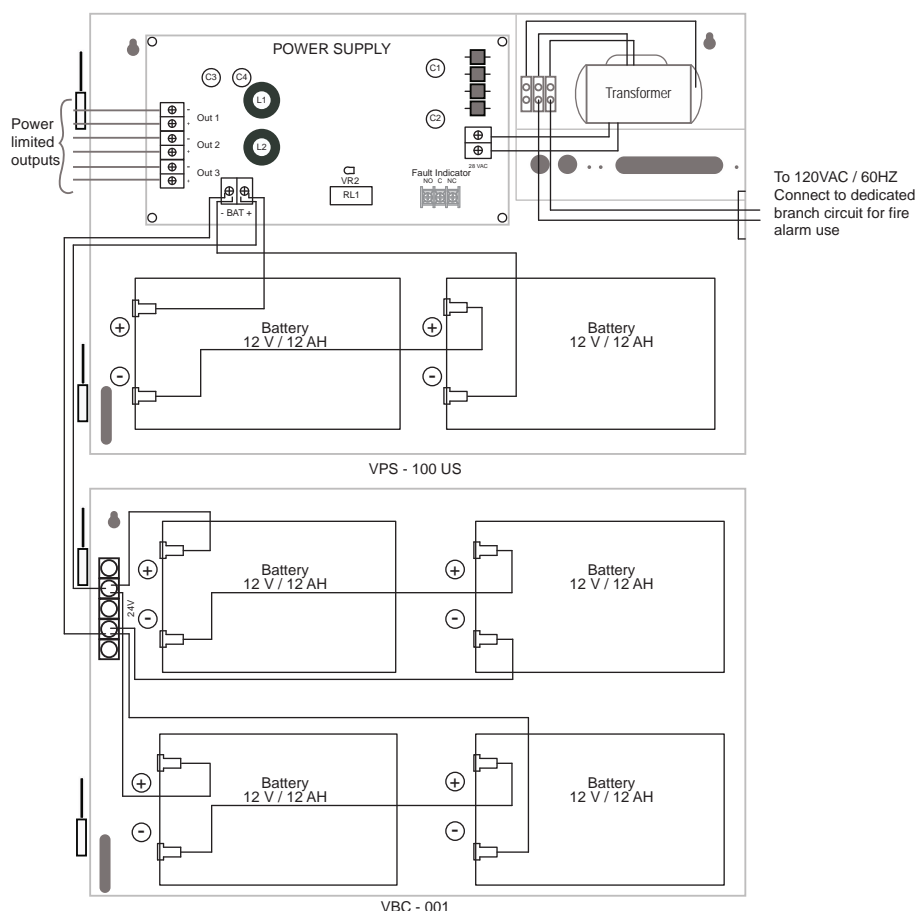 POWER SUPPLY
C3
C4
L1
L2
C1
C2
Transformer
Power
limited
outputs
-
Out 1
+
-
Out 2
+
-
Out 3
+
28 VAC
VR2
RL1
Fault Indicator
NO C NC
- BAT +
To 120VAC / 60HZ
Connect to dedicated
branch circuit for fire
alarm use
+
-
Battery
12 V / 12 AH
+
-
Battery
12 V / 12 AH
VPS - 100 US
24V
+
-
Battery
12 V / 12 AH
+
-
Battery
12 V / 12 AH
+
-
Battery
12 V / 12 AH
+
-
Battery
12 V / 12 AH
VBC - 001